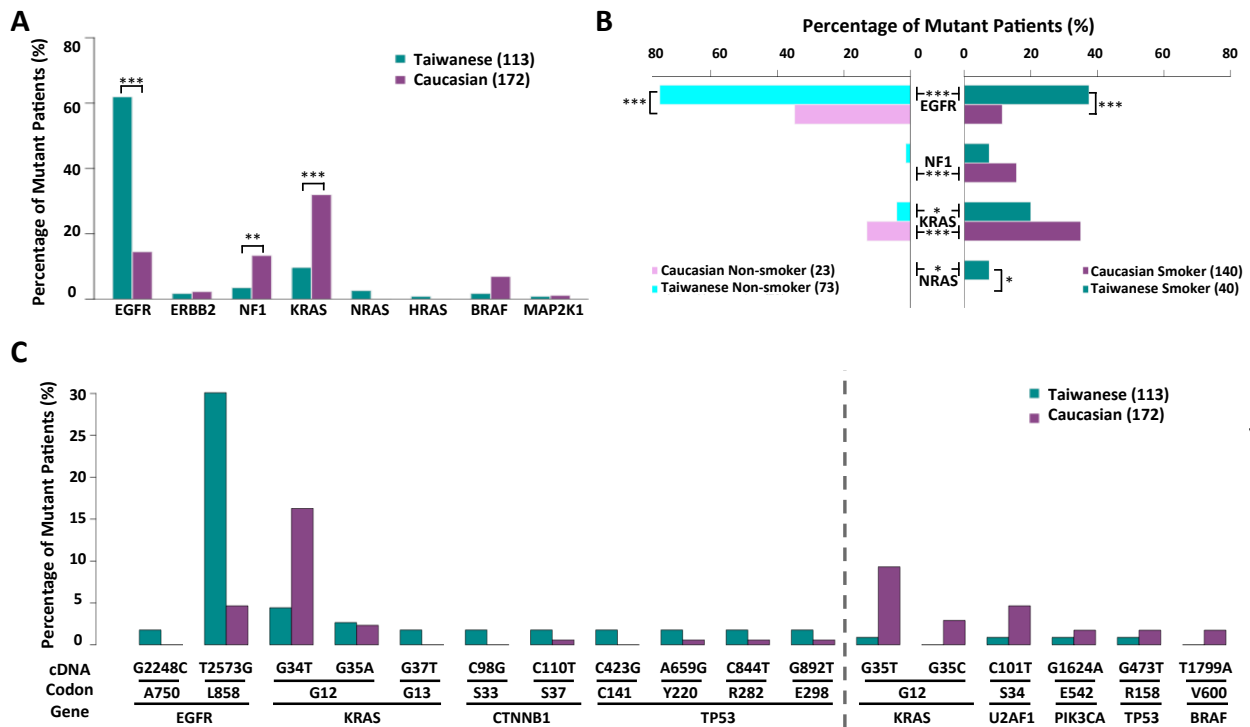 A
Percentage of Mutant Patients (%)
80
60
40
20
0
Taiwanese (113)
Caucasian (172)
***
**
***
EGFR ERBB2 NF1 KRAS NRAS HRAS BRAF MAP2K1
B
Percentage of Mutant Patients (%)
80 60 40 20 0 0 20 40 60 80
*** *** ***
EGFR
NF1
***
*
KRAS
***
* *
NRAS
Caucasian Non-smoker (23)
Taiwanese Non-smoker (73)
Caucasian Smoker (140)
Taiwanese Smoker (40)
C
Percentage of Mutant Patients (%)
30
25
20
15
10
5
0
Taiwanese (113)
Caucasian (172)
cDNA G2248C T2573G G34T G35A G37T C98G C110T C423G A659G C844T G892T G35T G35C C101T G1624A G473T T1799A
Codon A750 L858 G12 G13 S33 S37 C141 Y220 R282 E298 G12 S34 E542 R158 V600
Gene EGFR KRAS CTNNB1 TP53 KRAS U2AF1 PIK3CA TP53 BRAF